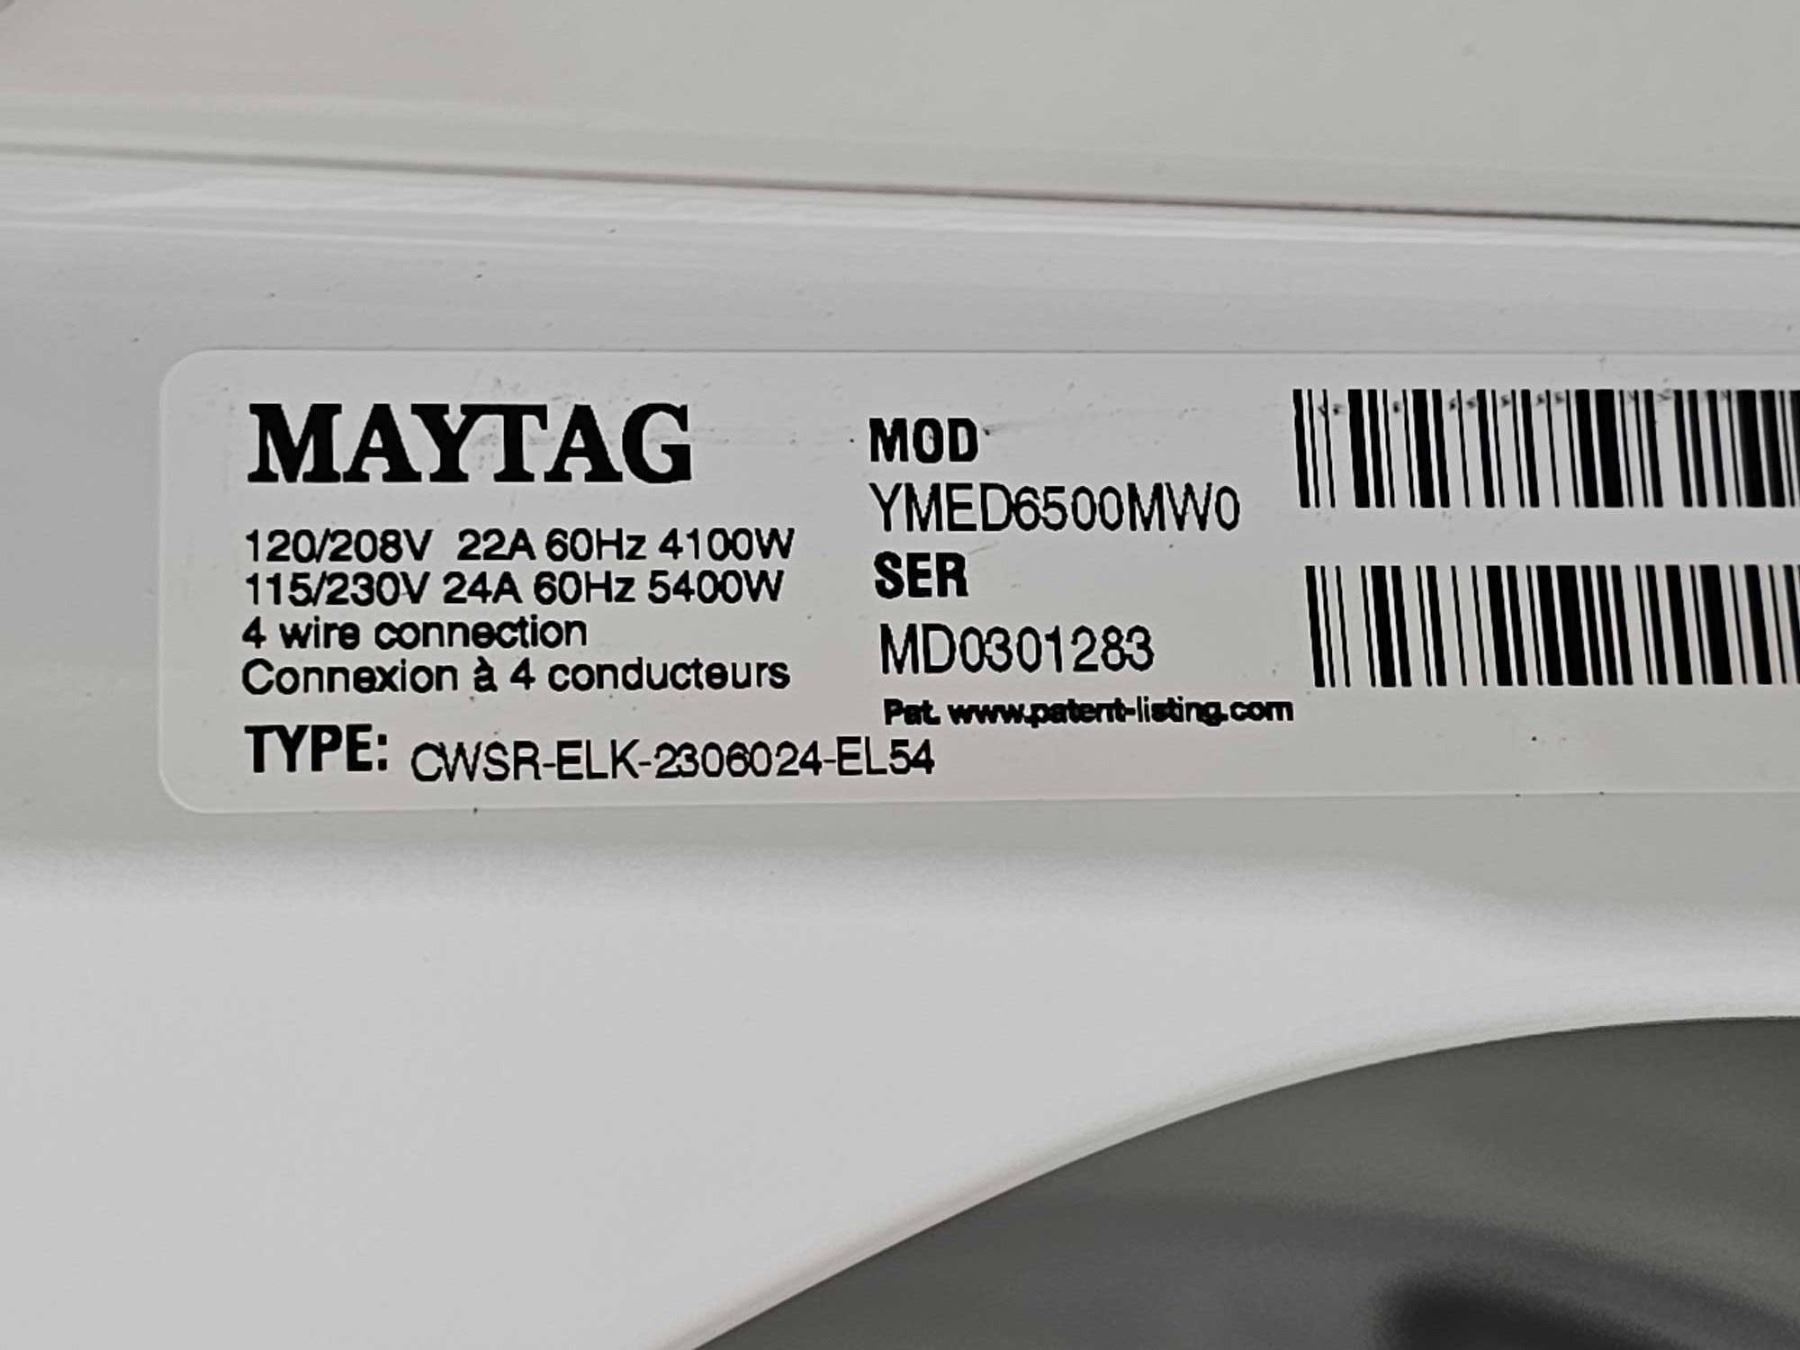 MAYTAG
120/208V 22A 60Hz 4100W
115/230V 24A 60Hz 5400W
4 wire connection
Connexion à 4 conducteurs
TYPE: CWSR-ELK-2306024-EL54
MOD
YMED6500MW0
SER
MD0301283
Pat. www.patent-listing.com